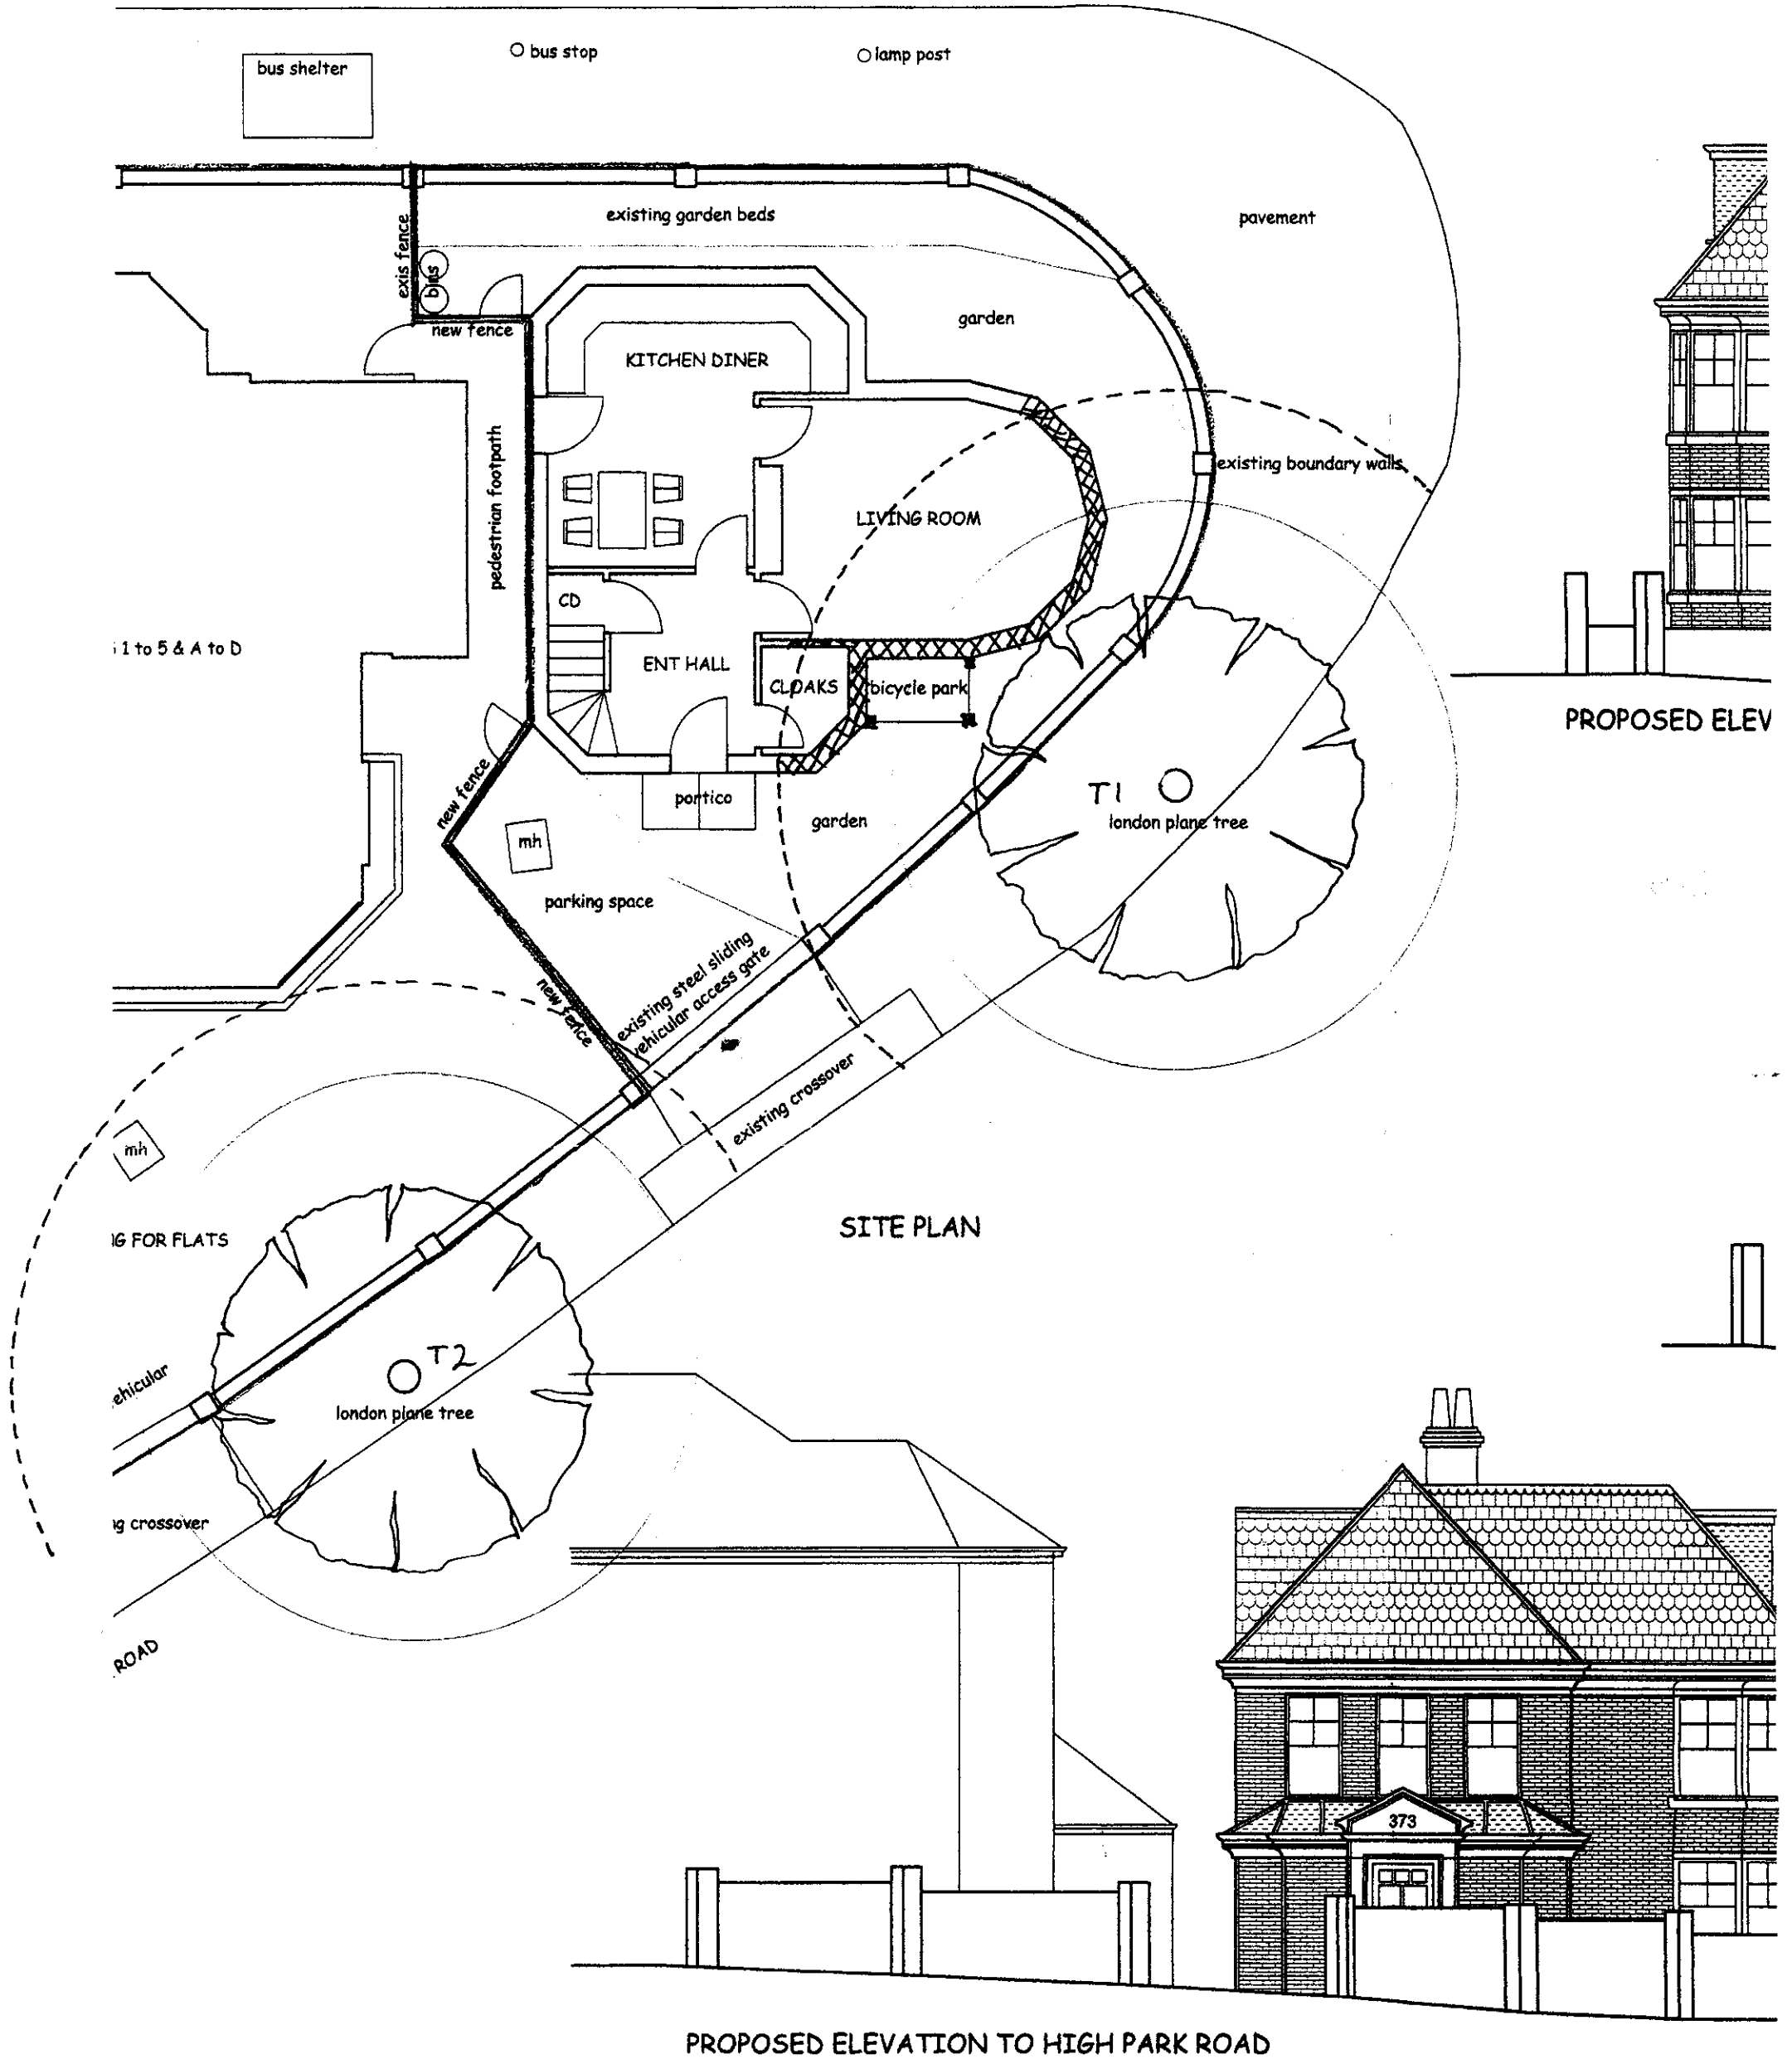 bus shelter
bus stop
lamp post
existing garden beds
pavement
exis fence
bins
new fence
garden
KITCHEN DINER
pedestrian footpath
existing boundary walls
LIVING ROOM
CD
1 to 5 & A to D
ENT HALL
CLOAKS
bicycle park
PROPOSED ELEV
new fence
portico
mh
garden
T1
london plane tree
parking space
new fence
existing steel sliding
vehicular access gate
existing crossover
mh
SITE PLAN
FOR FLATS
T2
ehicular
london plane tree
crossover
ROAD
373
PROPOSED ELEVATION TO HIGH PARK ROAD